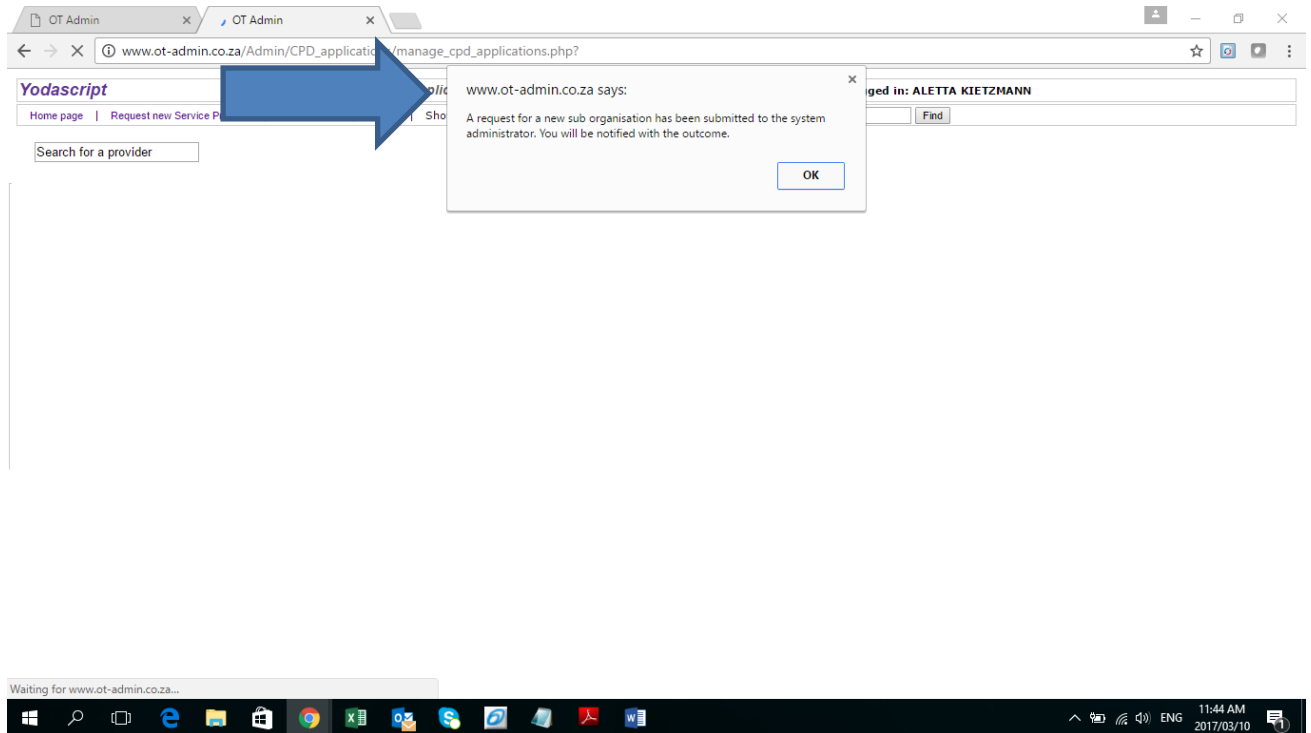 OT Admin
OT Admin
www.ot-admin.co.za/Admin/CPD_applications/manage_cpd_applications.php?
Yodascript
ged in: ALETTA KIETZMANN
Home page | Request new Service P | Sho
Find
Search for a provider
www.ot-admin.co.za says:
A request for a new sub organisation has been submitted to the system
administrator. You will be notified with the outcome.
OK
Waiting for www.ot-admin.co.za...
ENG
11:44 AM
2017/03/10
1